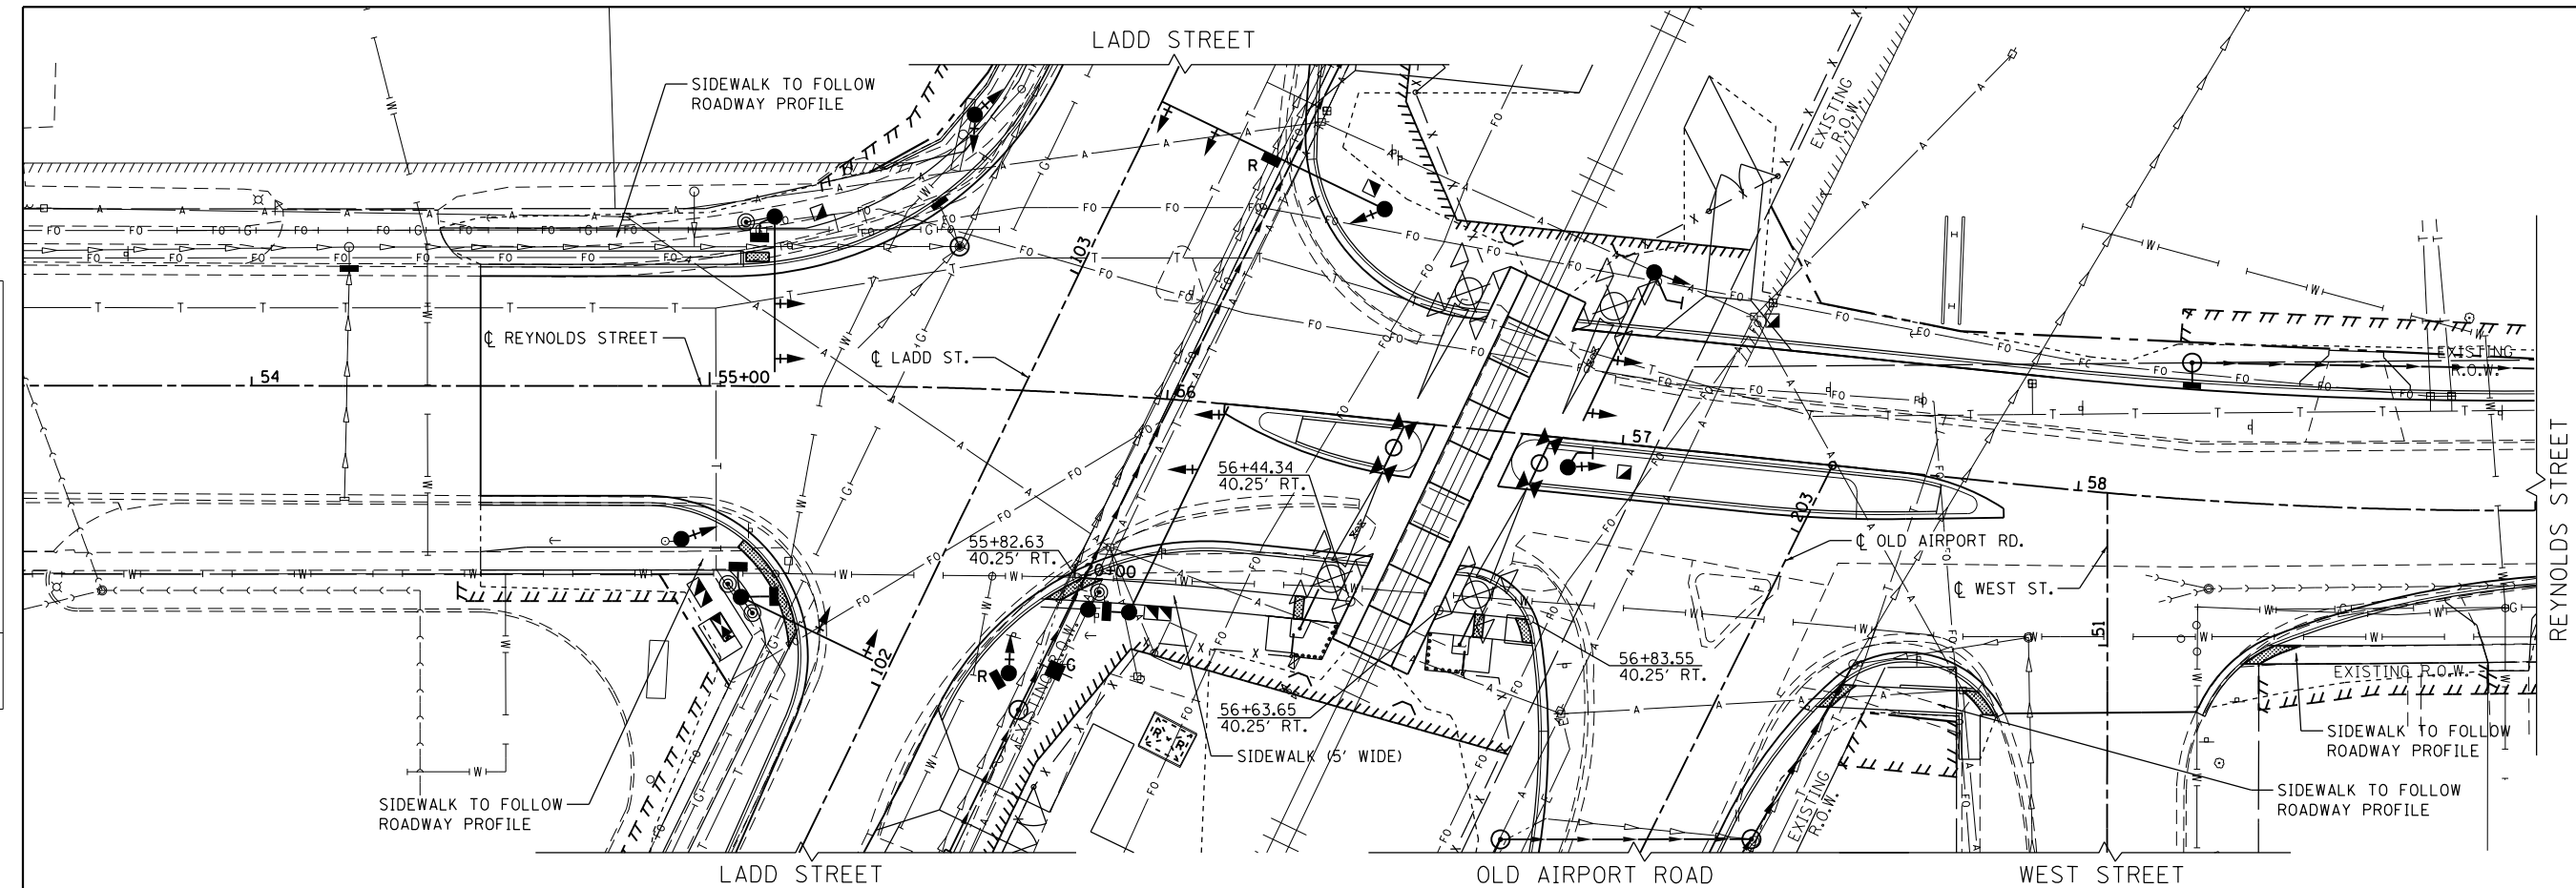 LADD STREET
SIDEWALK TO FOLLOW
ROADWAY PROFILE
EXISTING
R.O.W.
R
103
℄ REYNOLDS STREET
℄ LADD ST.
54
55+00
56
57
58
EXISTING
R.O.W.
REYNOLDS STREET
56+44.34
40.25' RT.
55+82.63
40.25' RT.
203
℄ OLD AIRPORT RD.
℄ WEST ST.
51
102
R
G
EXISTING R.O.W.
56+83.55
40.25' RT.
56+63.65
40.25' RT.
SIDEWALK (5' WIDE)
EXISTING R.O.W.
SIDEWALK TO FOLLOW
ROADWAY PROFILE
SIDEWALK TO FOLLOW
ROADWAY PROFILE
SIDEWALK TO FOLLOW
ROADWAY PROFILE
EXISTING
R.O.W.
R
R
LADD STREET
OLD AIRPORT ROAD
WEST STREET